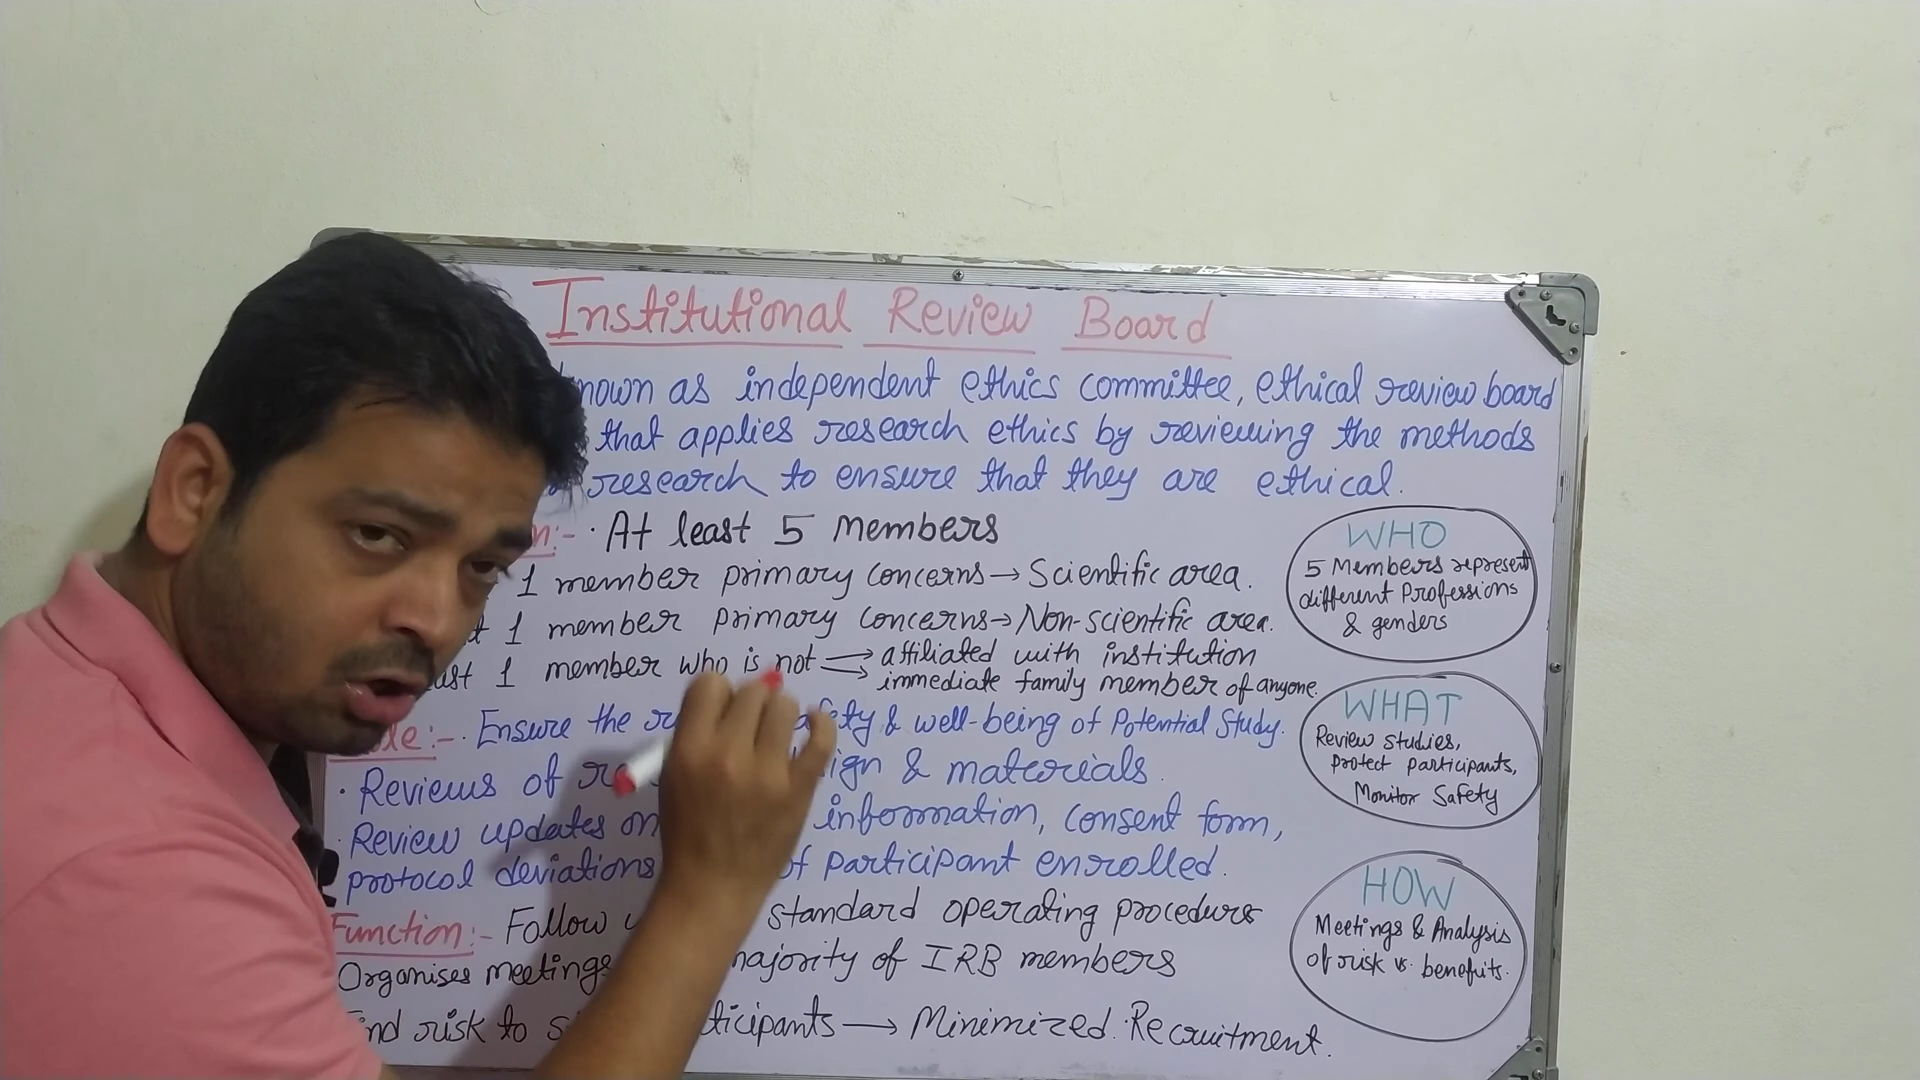 Institutional Review Board
known as independent ethics committee, ethical review board
that applies research ethics by reviewing the methods
research to ensure that they are ethical.
· At least 5 Members
1 member primary concerns → Scientific area.
1 member primary concerns → Non-scientific area.
1 member who is not → affiliated with institution
→ immediate family member of anyone.
· Ensure the & well-being of Potential Study.
· Reviews of & materials.
· Review updates on information, consent form,
protocol deviations of participant enrolled.
Function:- Follow standard operating procedures
Organises meetings majority of IRB members
risk to → Minimized. Recruitment.
WHO
5 Members represent
different Professions
& genders
WHAT
Review studies,
protect participants,
Monitor Safety
HOW
Meetings & Analysis
of risk vs. benefits.